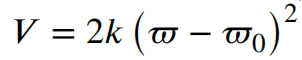 V = 2k (ϖ − ϖ₀)²